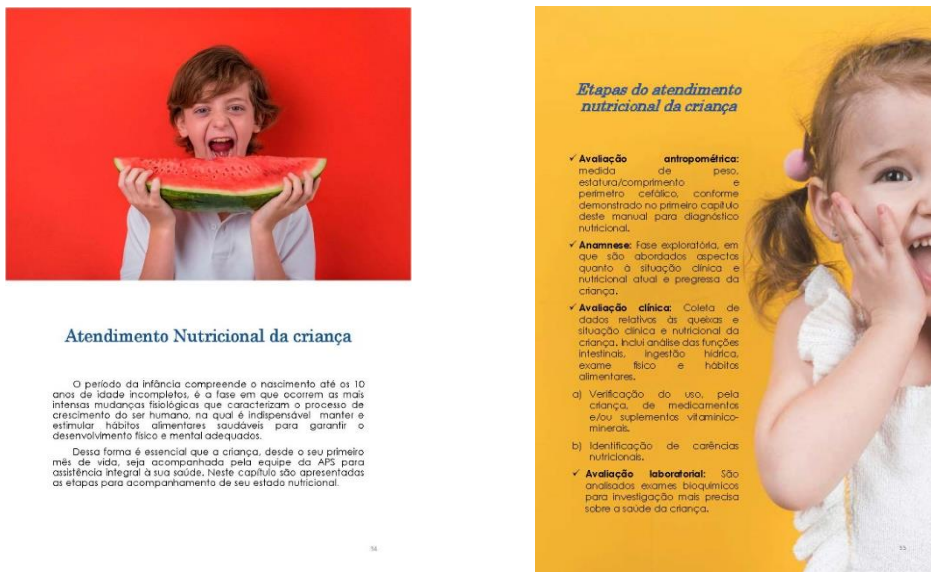 Atendimento Nutricional da criança
O período da infância compreende o nascimento até os 10
anos de idade incompletos, é a fase em que ocorrem as mais
intensas mudanças fisiológicas que caracterizam o processo de
crescimento do ser humano, na qual é indispensável manter e
estimular hábitos alimentares saudáveis para garantir o
desenvolvimento físico e mental adequados.
Dessa forma é essencial que a criança, desde o seu primeiro
mês de vida, seja acompanhada pela equipe da APS para
assistência integral à sua saúde. Neste capítulo são apresentadas
as etapas para acompanhamento de seu estado nutricional.
Etapas do atendimento
nutricional da criança
✓ Avaliação antropométrica:
medida de peso,
estatura/comprimento e
perímetro cefálico, conforme
demonstrado no primeiro capítulo
deste manual para diagnóstico
nutricional.
✓ Anamnese: Fase exploratória, em
que são abordados aspectos
quanto à situação clínica e
nutricional atual e pregressa da
criança.
✓ Avaliação clínica: Coleta de
dados relativos às queixas e
situação clínica e nutricional da
criança. Inclui análise das funções
intestinais, ingestão hídrica,
exame físico e hábitos
alimentares.
a) Verificação do uso, pela
criança, de medicamentos
e/ou suplementos vitamínico-
minerais.
b) Identificação de carências
nutricionais.
✓ Avaliação laboratorial: São
analisados exames bioquímicos
para investigação mais precisa
sobre a saúde da criança.